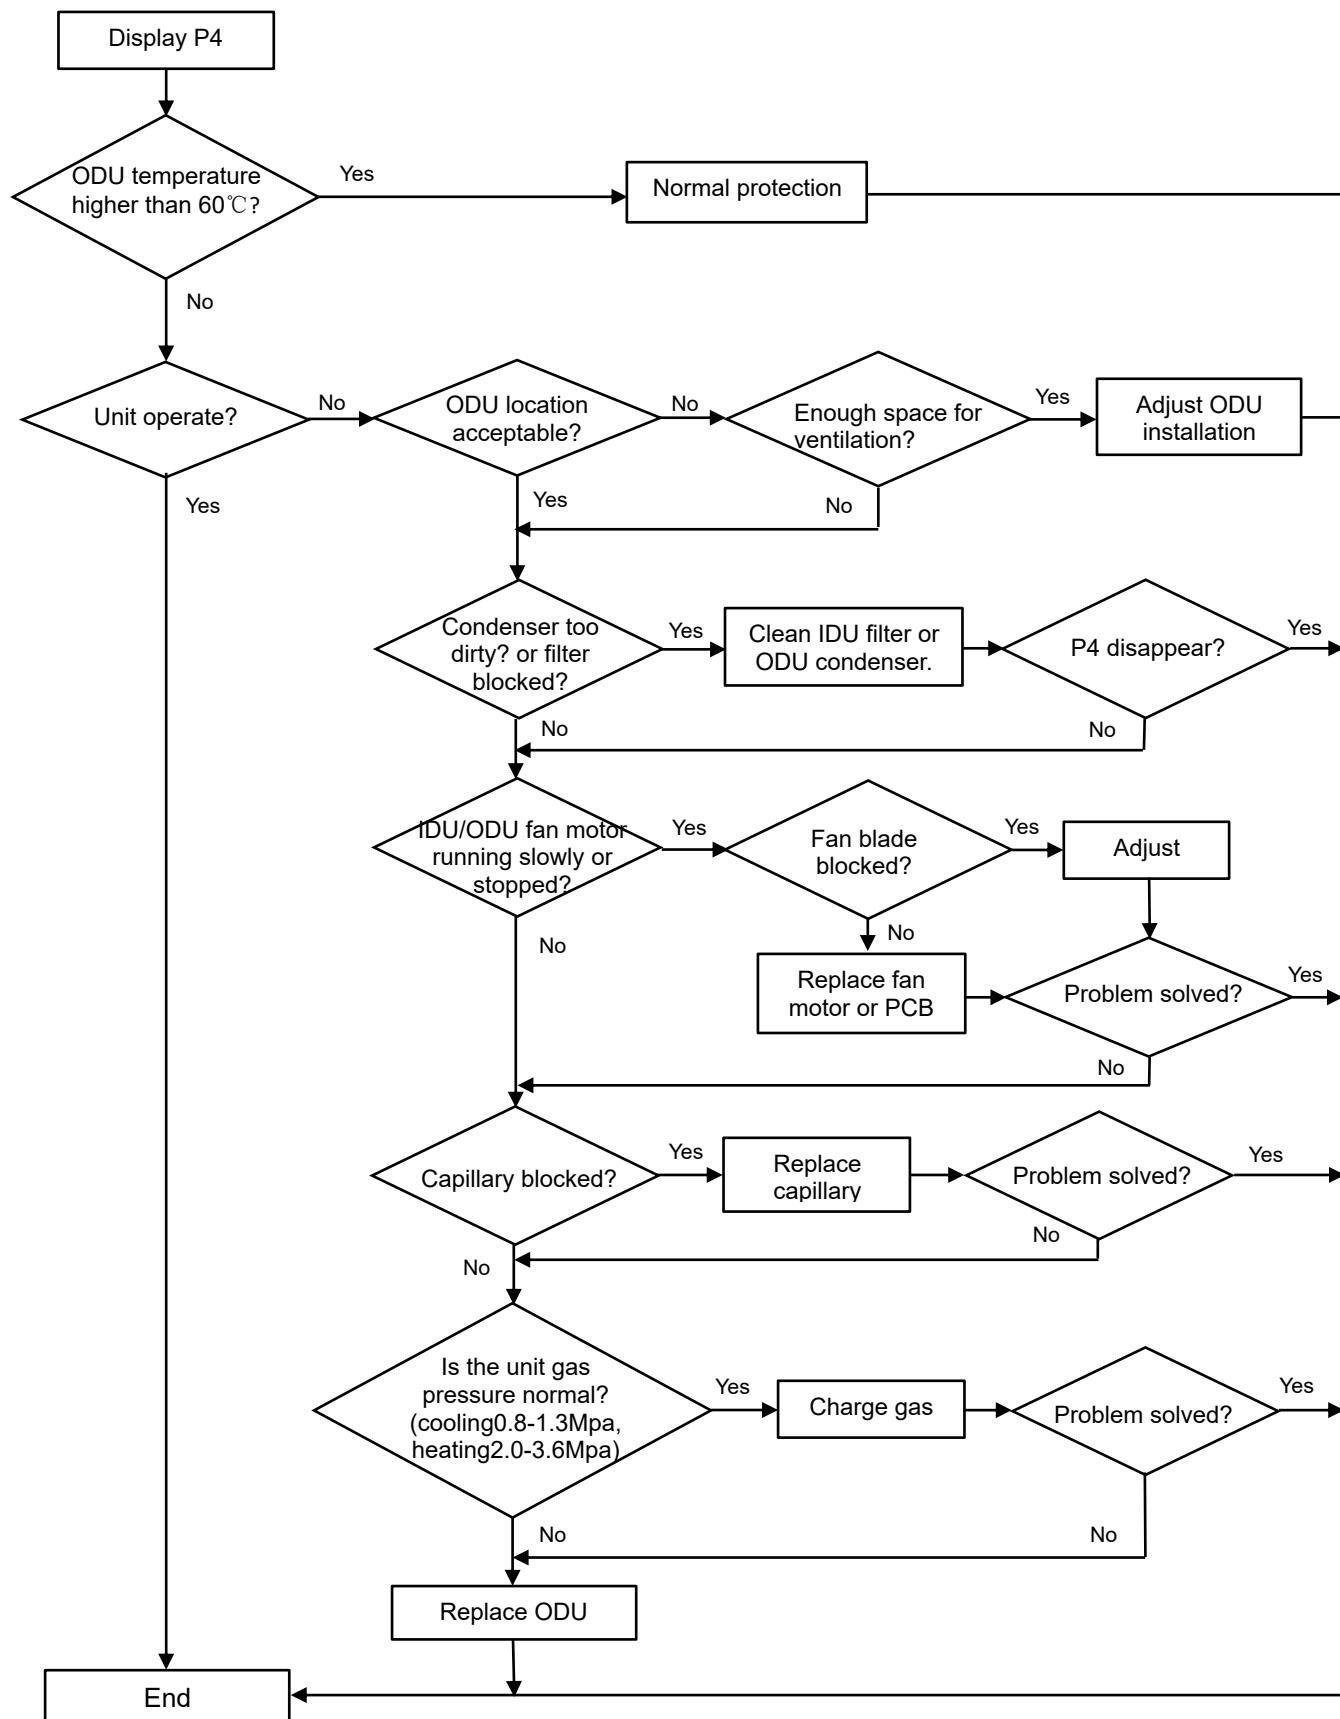 Display P4
ODU temperature
higher than 60℃?
Yes
Normal protection
No
Unit operate?
No
ODU location
acceptable?
No
Enough space for
ventilation?
Yes
Adjust ODU
installation
Yes
Yes
No
Condenser too
dirty? or filter
blocked?
Yes
Clean IDU filter or
ODU condenser.
P4 disappear?
Yes
No
No
IDU/ODU fan motor
running slowly or
stopped?
Yes
Fan blade
blocked?
Yes
Adjust
No
No
Replace fan
motor or PCB
Problem solved?
Yes
No
Capillary blocked?
Yes
Replace
capillary
Problem solved?
Yes
No
No
Is the unit gas
pressure normal?
(cooling0.8-1.3Mpa,
heating2.0-3.6Mpa)
Yes
Charge gas
Problem solved?
Yes
No
No
Replace ODU
End